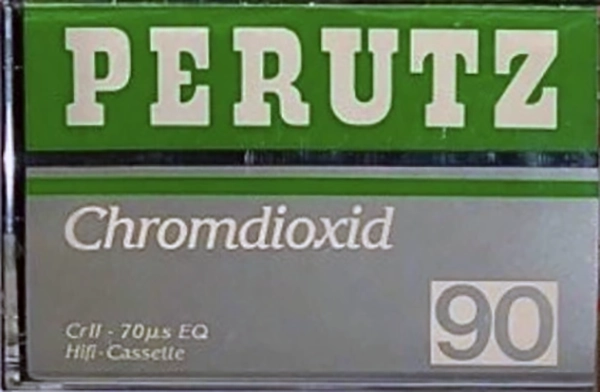 PERUTZ
Chromdioxid
90
CrII - 70µs EQ
Hifi-Cassette